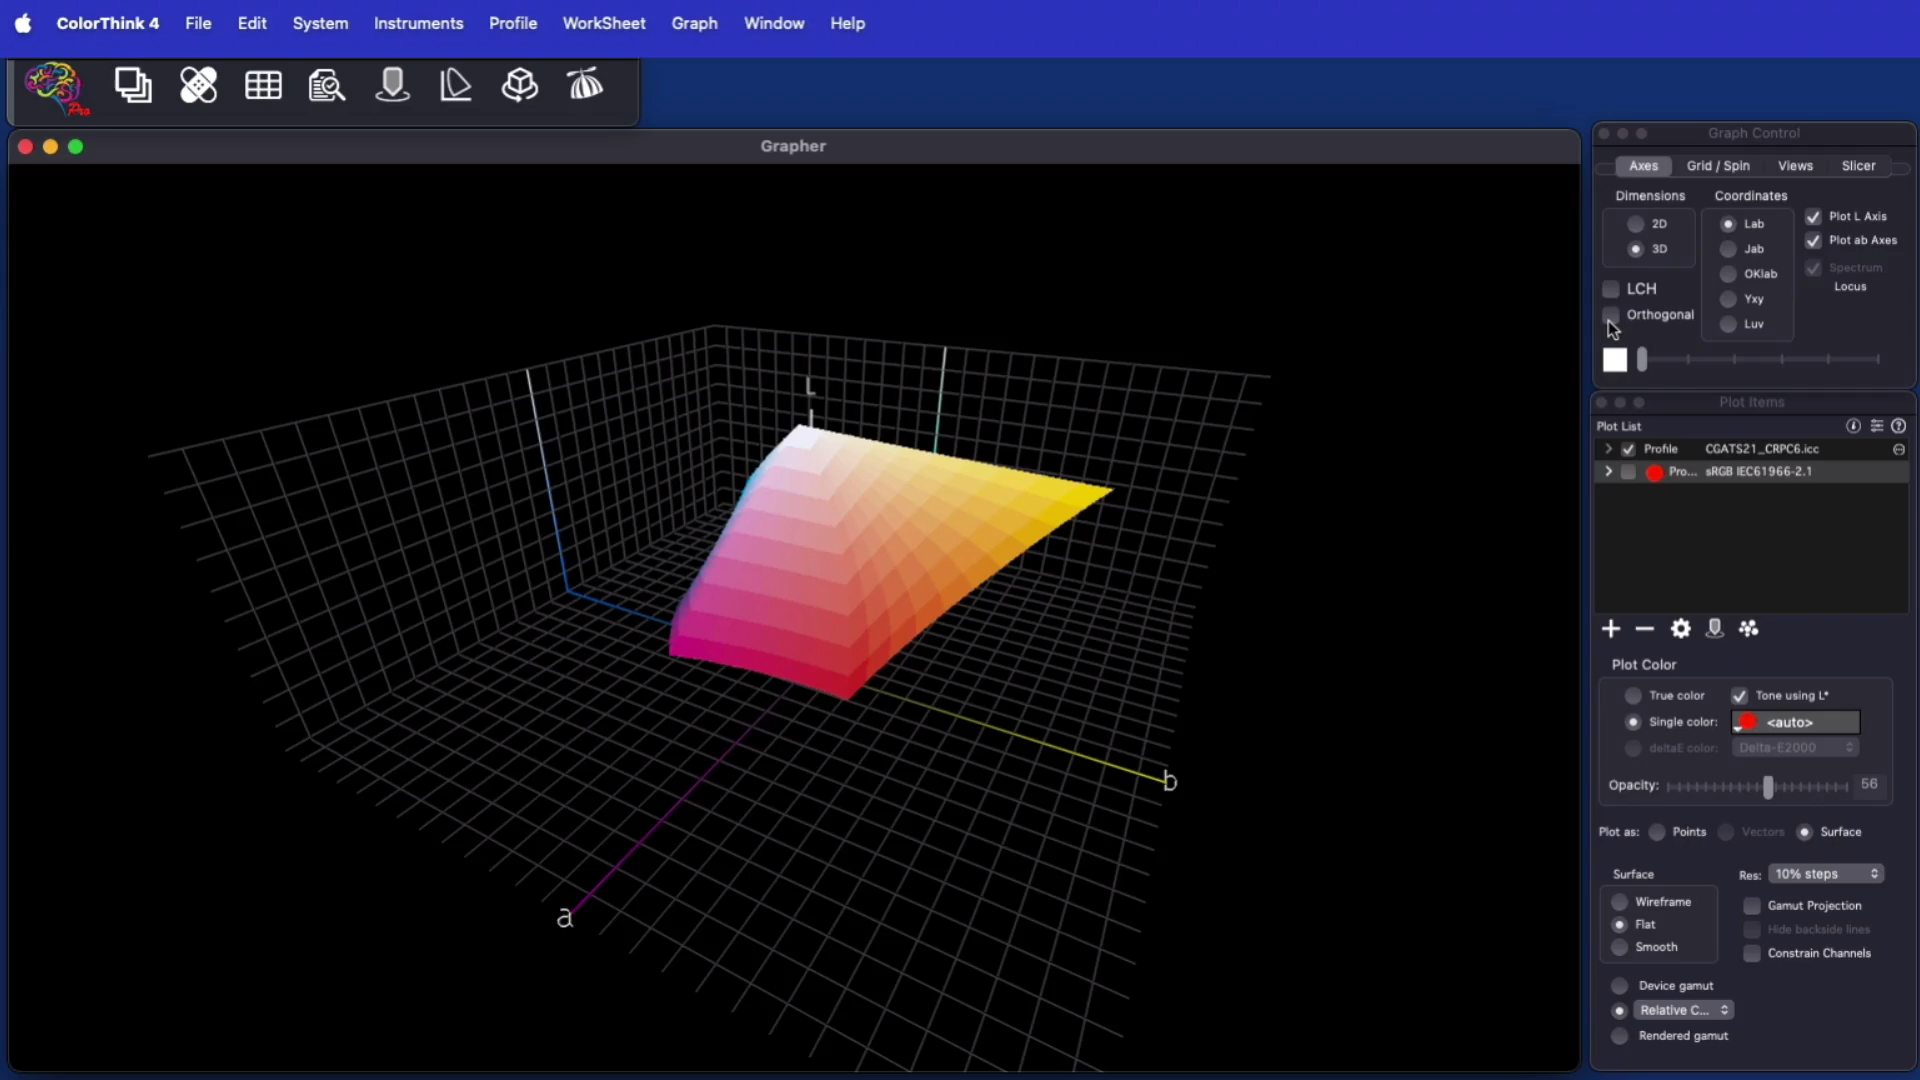 ColorThink 4 File Edit System Instruments Profile WorkSheet Graph Window Help
Pro
Grapher
L
b
a
Graph Control
Axes Grid / Spin Views Slicer
Dimensions Coordinates
2D
3D
Lab
Jab
OKlab
Yxy
Luv
Plot L Axis
Plot ab Axes
Spectrum
Locus
LCH
Orthogonal
Plot Items
Plot List
Profile CGATS21_CRPC6.icc
Pro... sRGB IEC61966-2.1
Plot Color
True color Tone using L*
Single color: <auto>
deltaE color: Delta-E2000
Opacity: 56
Plot as: Points Vectors Surface
Surface Res: 10% steps
Wireframe
Flat
Smooth
Gamut Projection
Hide backside lines
Constrain Channels
Device gamut
Relative C...
Rendered gamut